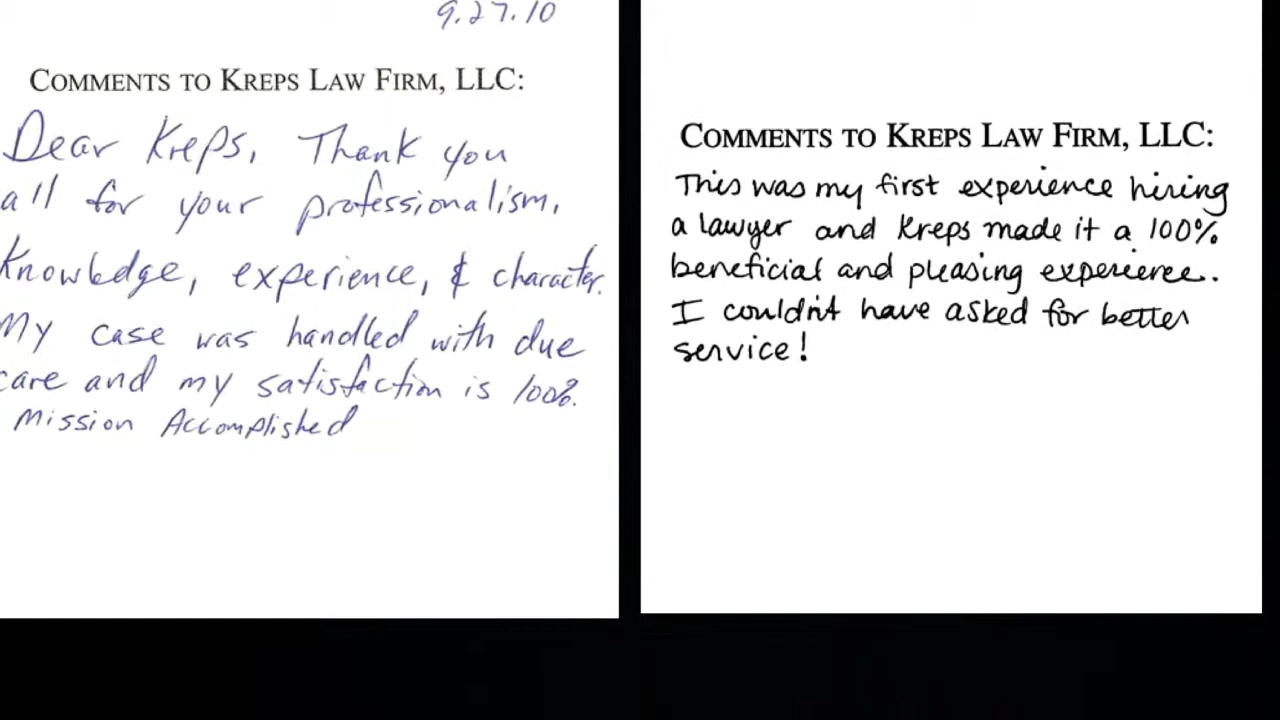 9.27.10
COMMENTS TO KREPS LAW FIRM, LLC:
Dear Kreps, Thank you
all for your professionalism,
Knowledge, experience, & character.
My case was handled with due
care and my satisfaction is 100%.
Mission Accomplished
COMMENTS TO KREPS LAW FIRM, LLC:
This was my first experience hiring
a lawyer and Kreps made it a 100%
beneficial and pleasing experience.
I couldn't have asked for better
service!